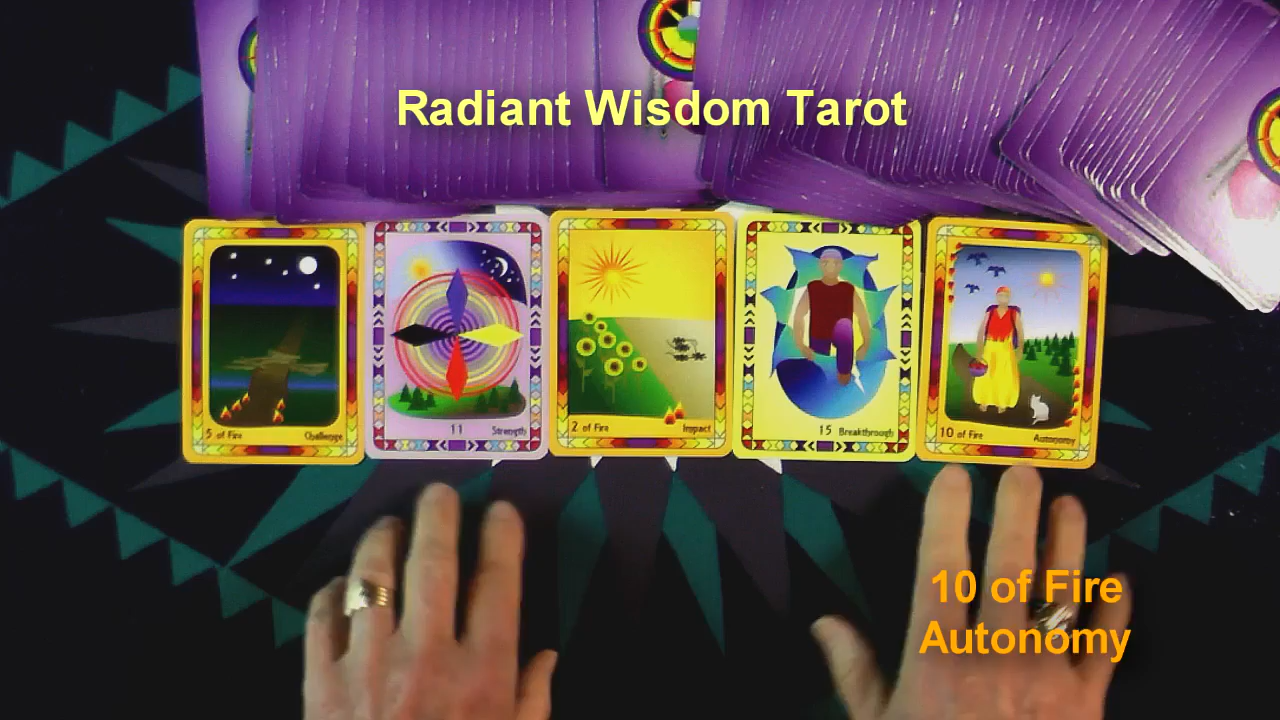 Radiant Wisdom Tarot
5 of Fire Challenge
11 Strength
2 of Fire Impact
15 Breakthrough
10 of Fire Autonomy
10 of Fire
Autonomy